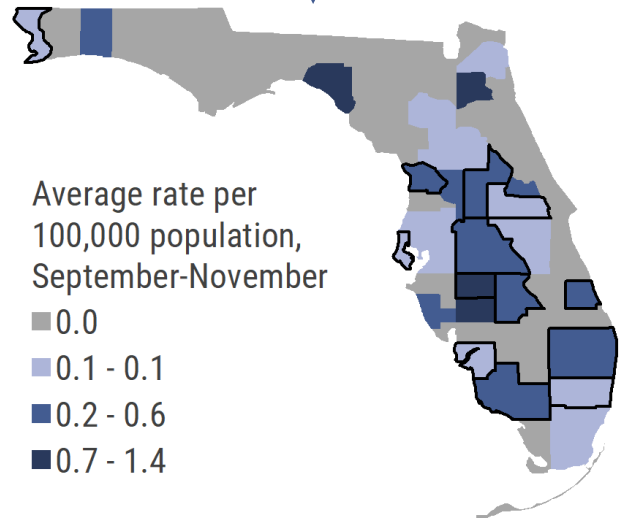 Average rate per
100,000 population,
September-November
0.0
0.1 - 0.1
0.2 - 0.6
0.7 - 1.4